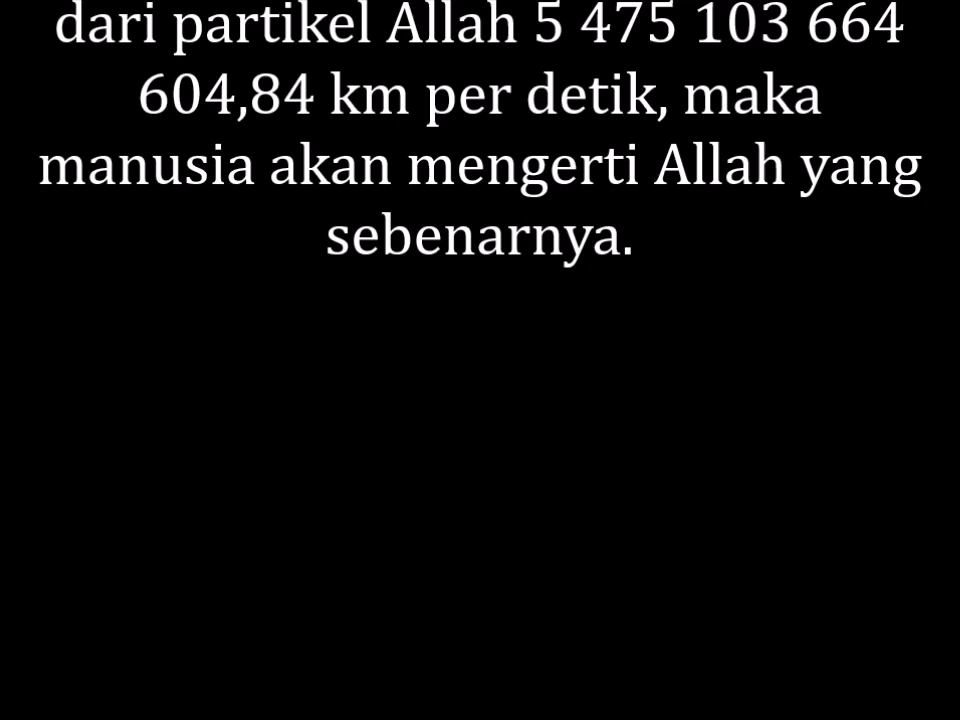 dari partikel Allah 5 475 103 664
604,84 km per detik, maka
manusia akan mengerti Allah yang
sebenarnya.